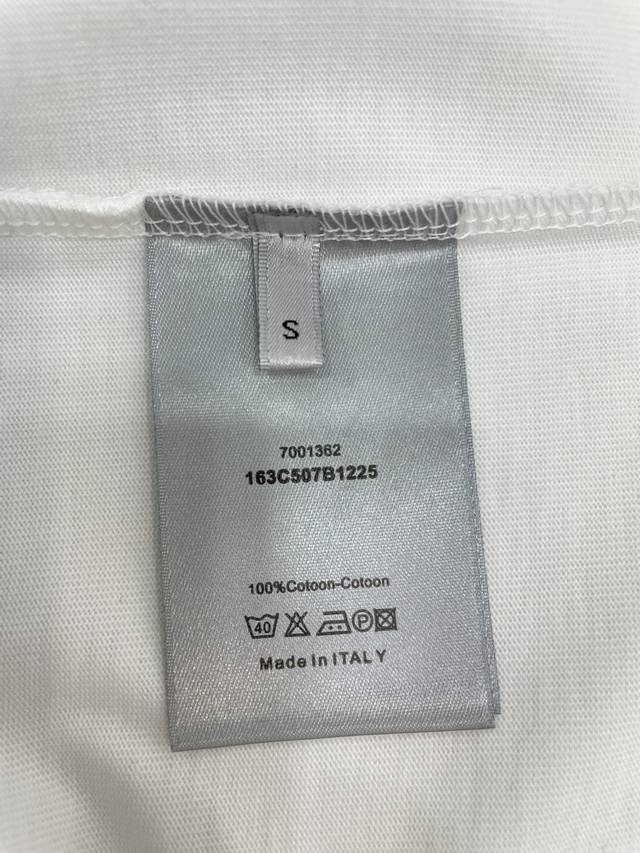 S
7001362
163C507B1225
100%Cotoon-Cotoon
40 P
Made In ITALY